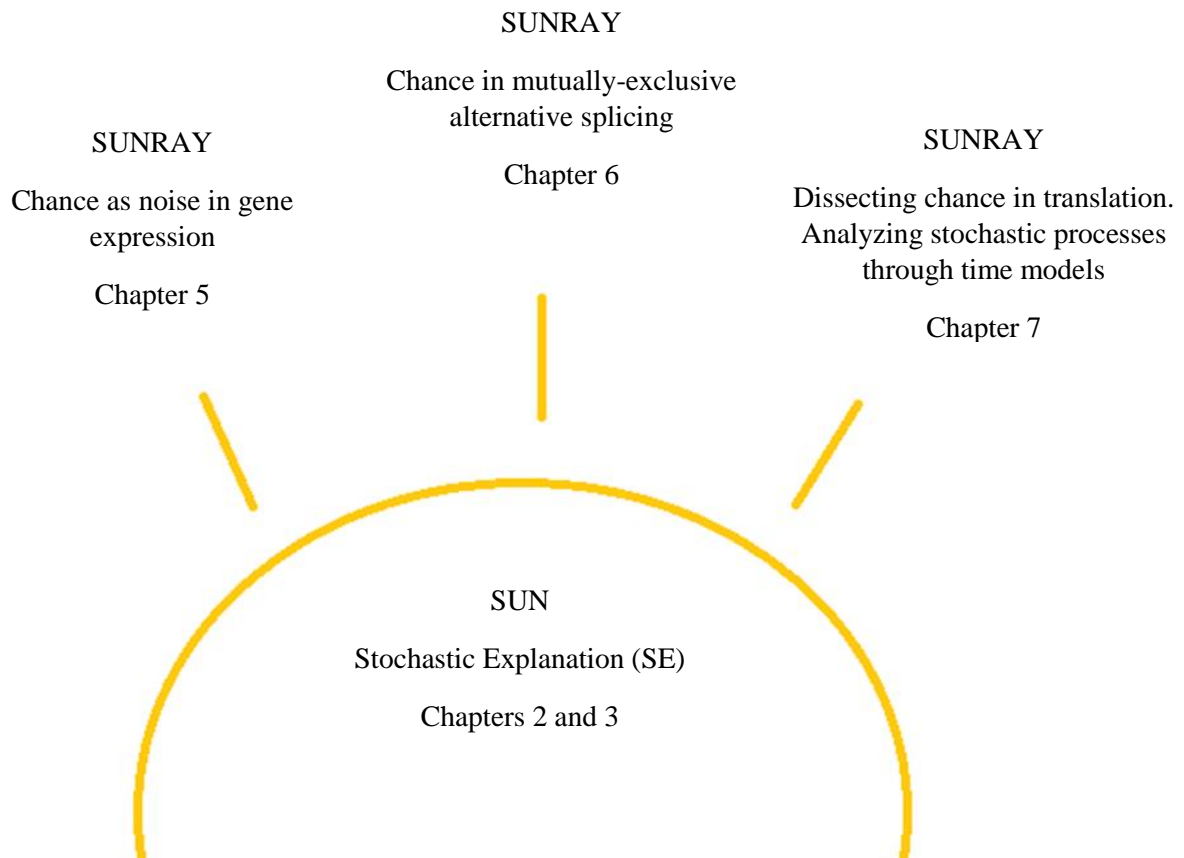 SUNRAY
Chance in mutually-exclusive
alternative splicing
Chapter 6
SUNRAY
Chance as noise in gene
expression
Chapter 5
SUNRAY
Dissecting chance in translation.
Analyzing stochastic processes
through time models
Chapter 7
SUN
Stochastic Explanation (SE)
Chapters 2 and 3